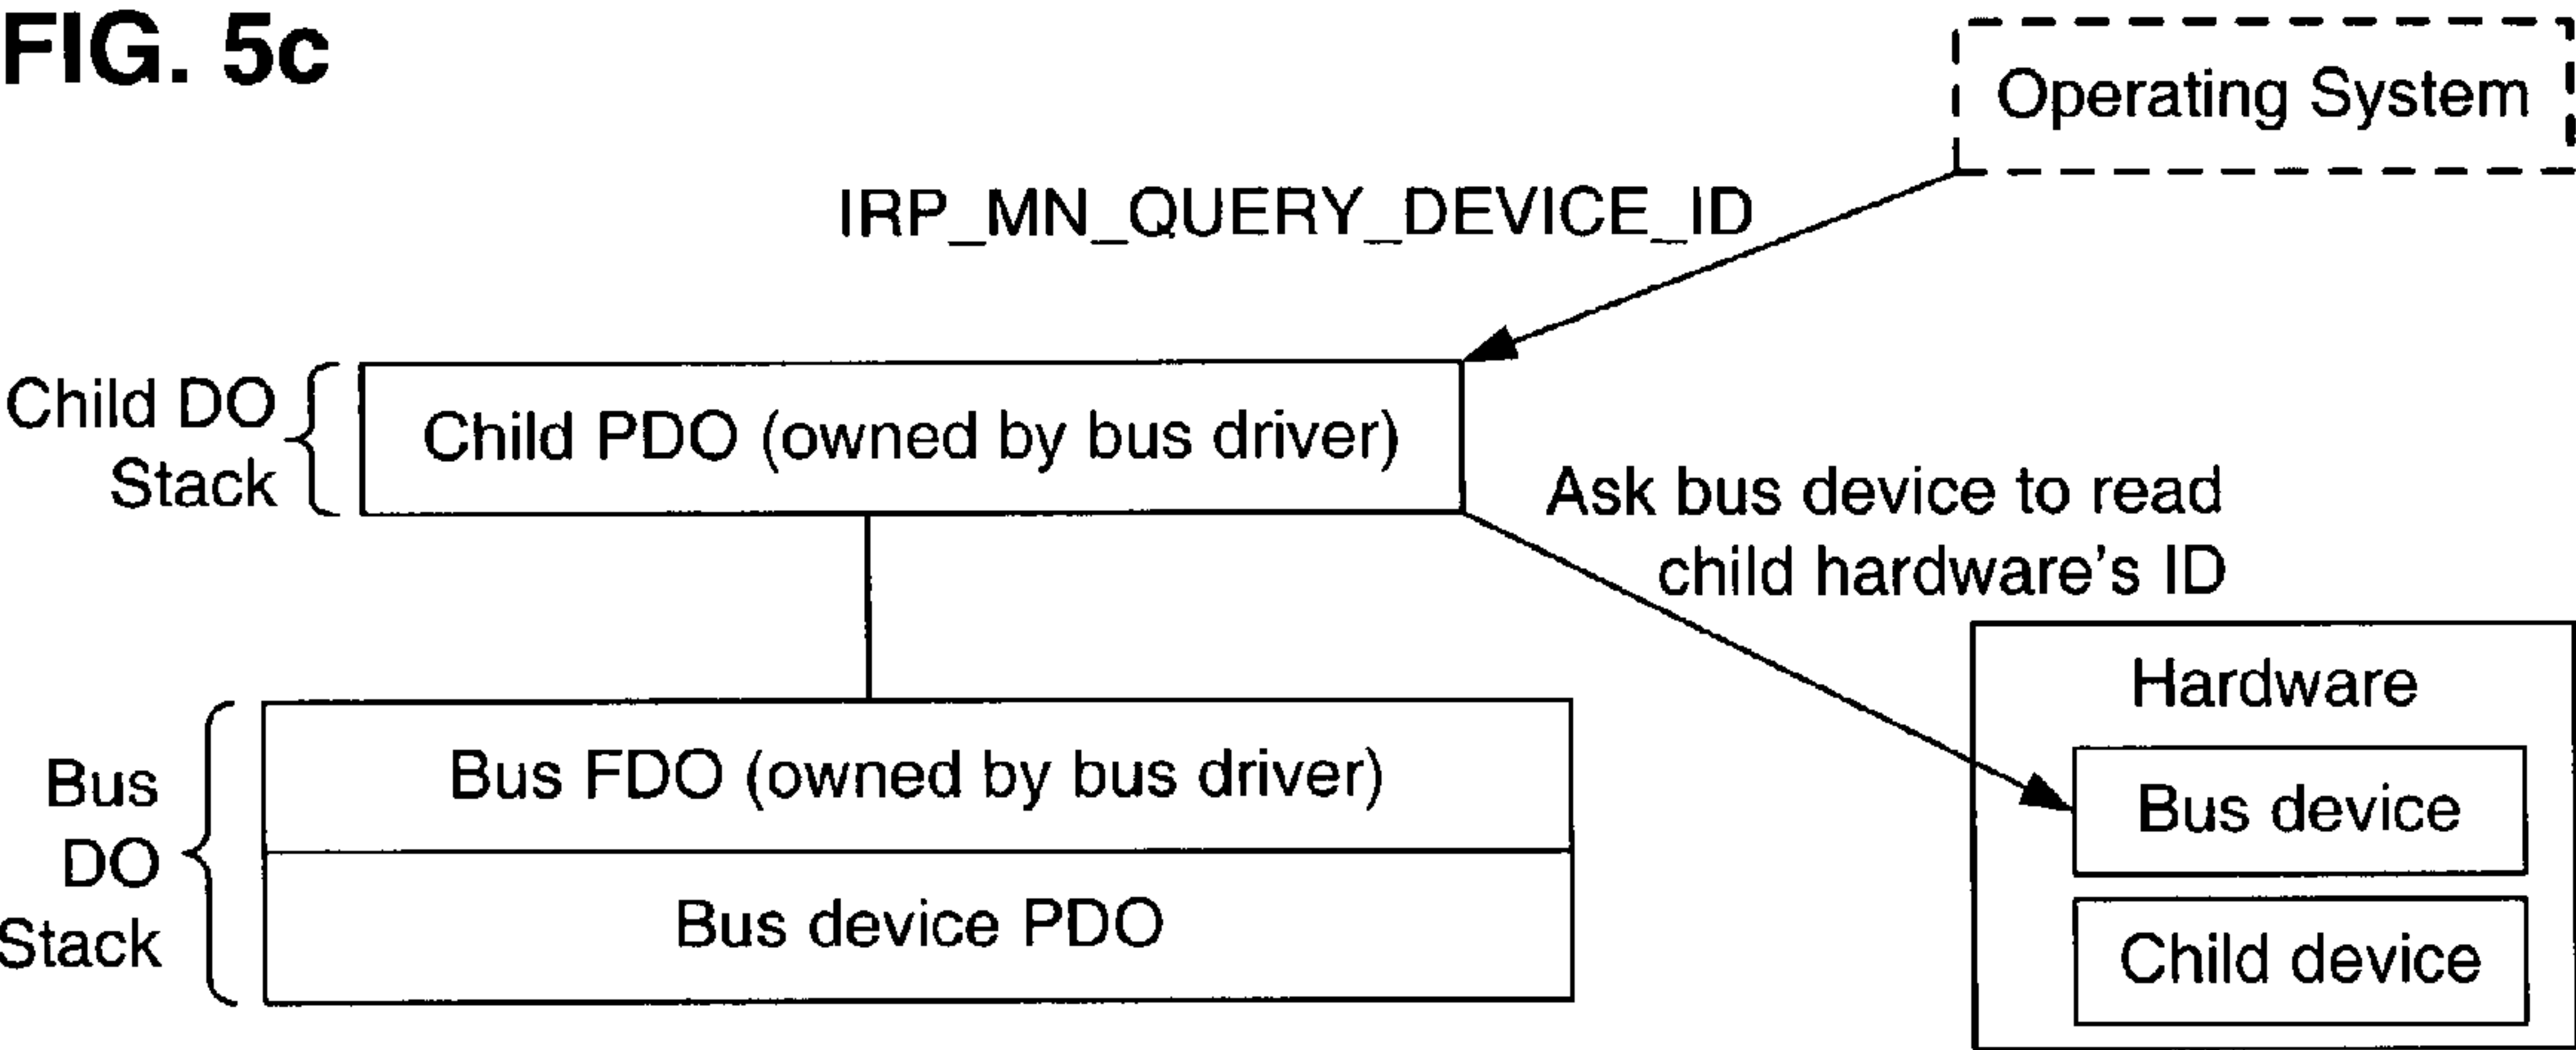 FIG. 5c
Operating System
IRP_MN_QUERY_DEVICE_ID
Child DO
Stack
Child PDO (owned by bus driver)
Ask bus device to read
child hardware's ID
Bus
DO
Stack
Bus FDO (owned by bus driver)
Bus device PDO
Hardware
Bus device
Child device